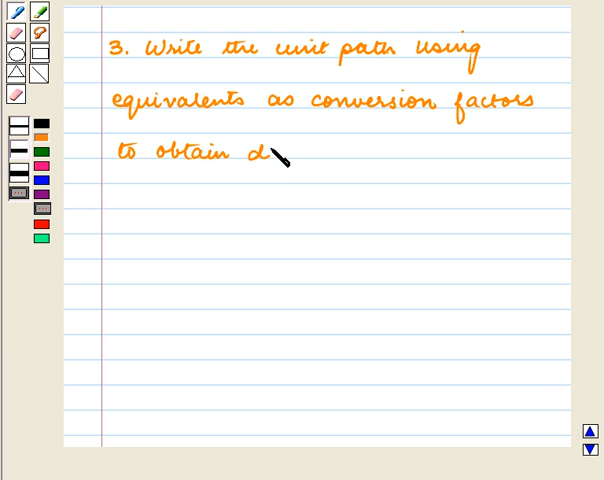 3. Write the unit path using
equivalents as conversion factors
to obtain d